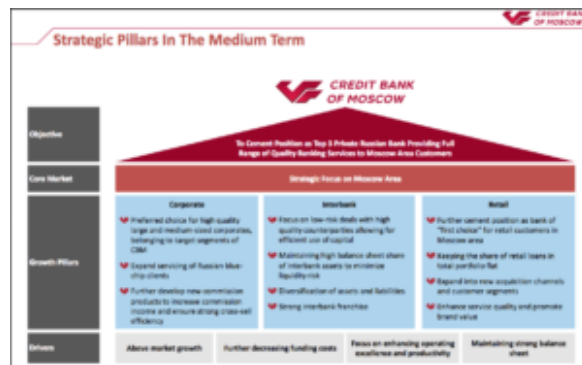 CREDIT BANK
OF MOSCOW
Strategic Pillars In The Medium Term
CREDIT BANK
OF MOSCOW
Objective
To Cement Position as Top 3 Private Russian Bank Providing Full
Range of Quality Banking Services to Moscow Area Customers
Core Market
Strategic Focus on Moscow Area
Growth Pillars
Corporate
Preferred choice for high quality
large and medium-sized corporates,
belonging to target segments of
CBM
Expand servicing of Russian blue-
chip clients
Further develop new commission
products to increase commission
income and ensure strong cross-sell
efficiency
Interbank
Focus on low-risk deals with high
quality counterparties allowing for
efficient use of capital
Maintaining high balance sheet share
of interbank assets to minimize
liquidity risk
Diversification of assets and liabilities
Strong interbank franchise
Retail
Further cement position as bank of
"first choice" for retail customers in
Moscow area
Keeping the share of retail loans in
total portfolio flat
Expand into new acquisition channels
and customer segments
Enhance service quality and promote
brand value
Drivers
Above market growth
Further decreasing funding costs
Focus on enhancing operating
excellence and productivity
Maintaining strong balance
sheet